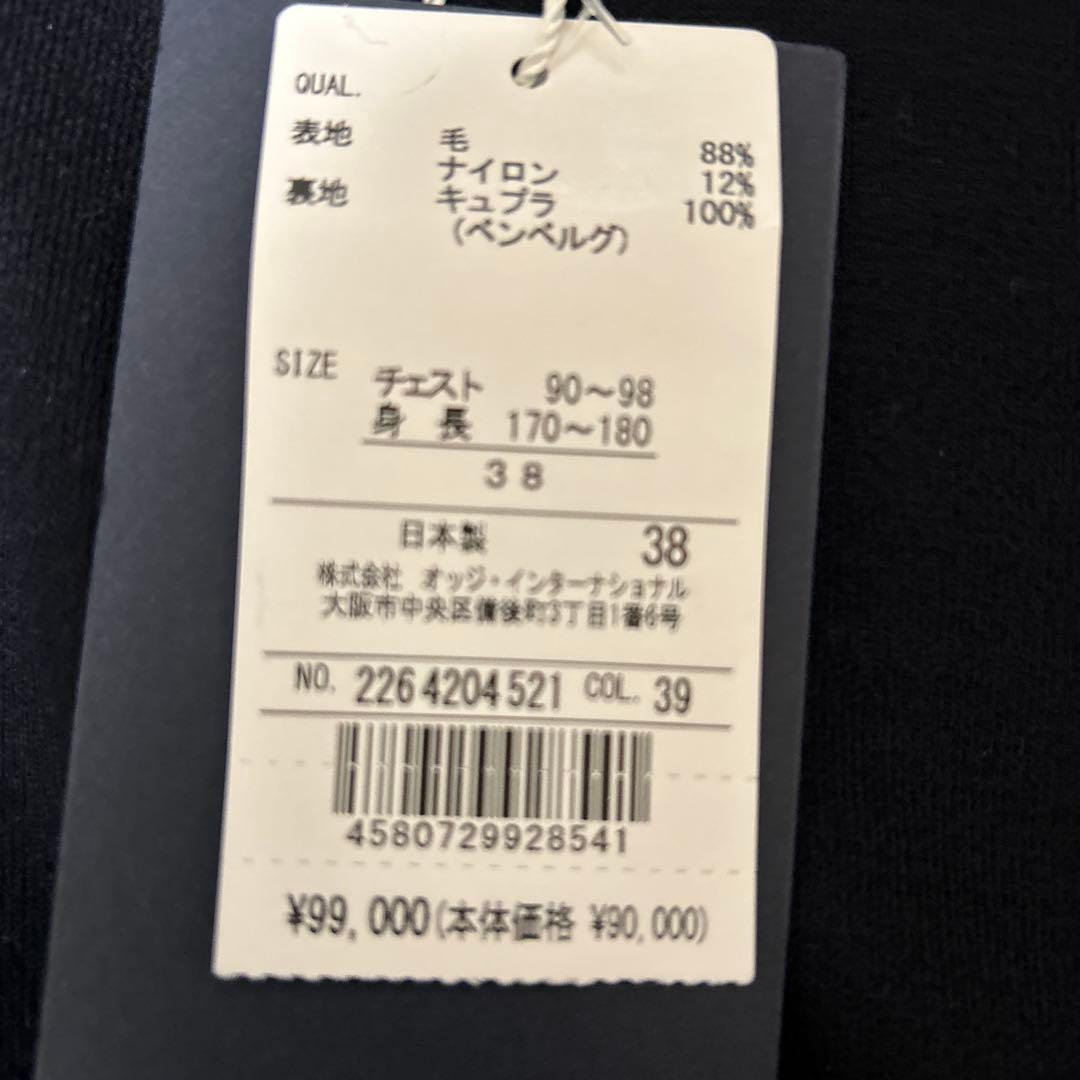 QUAL.
表地 毛 88%
ナイロン 12%
裏地 キュプラ 100%
(ベンベルグ)
SIZE チェスト 90〜98
身長 170〜180
38
日本製 38
株式会社 オッジ・インターナショナル
大阪市中央区備後町3丁目1番6号
NO. 2264204521 COL. 39
4580729928541
¥99,000(本体価格 ¥90,000)